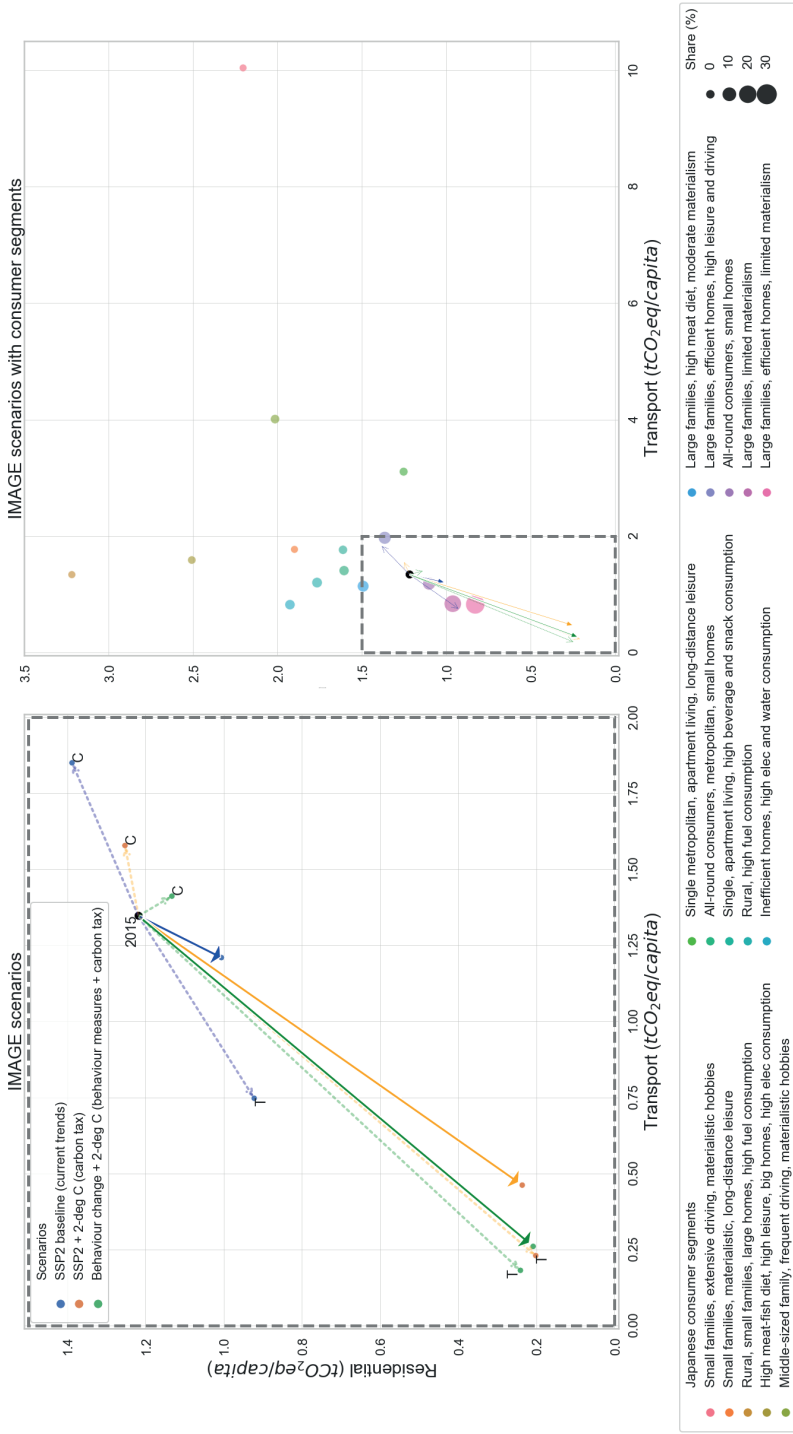 IMAGE scenarios
Scenarios
SSP2 baseline (current trends)
SSP2 + 2-deg C (carbon tax)
Behaviour change + 2-deg C (behaviour measures + carbon tax)
2015
C
C
C
T
T
T
1.4
1.2
1.0
0.8
0.6
0.4
0.2
Residential (tCO₂eq/capita)
0.00
0.25
0.50
0.75
1.00
1.25
1.50
1.75
2.00
Transport (tCO₂eq/capita)
IMAGE scenarios with consumer segments
3.5
3.0
2.5
2.0
1.5
1.0
0.5
0.0
0
2
4
6
8
10
Transport (tCO₂eq/capita)
Japanese consumer segments
Small families, extensive driving, materialistic hobbies
Small families, materialistic, long-distance leisure
Rural, small families, large homes, high fuel consumption
High meat-fish diet, high leisure, big homes, high elec consumption
Middle-sized family, frequent driving, materialistic hobbies
Single metropolitan, apartment living, long-distance leisure
All-round consumers, metropolitan, small homes
Single, apartment living, high beverage and snack consumption
Rural, high fuel consumption
Inefficient homes, high elec and water consumption
Large families, high meat diet, moderate materialism
Large families, efficient homes, high leisure and driving
All-round consumers, small homes
Large families, limited materialism
Large families, efficient homes, limited materialism
Share (%)
0
10
20
30